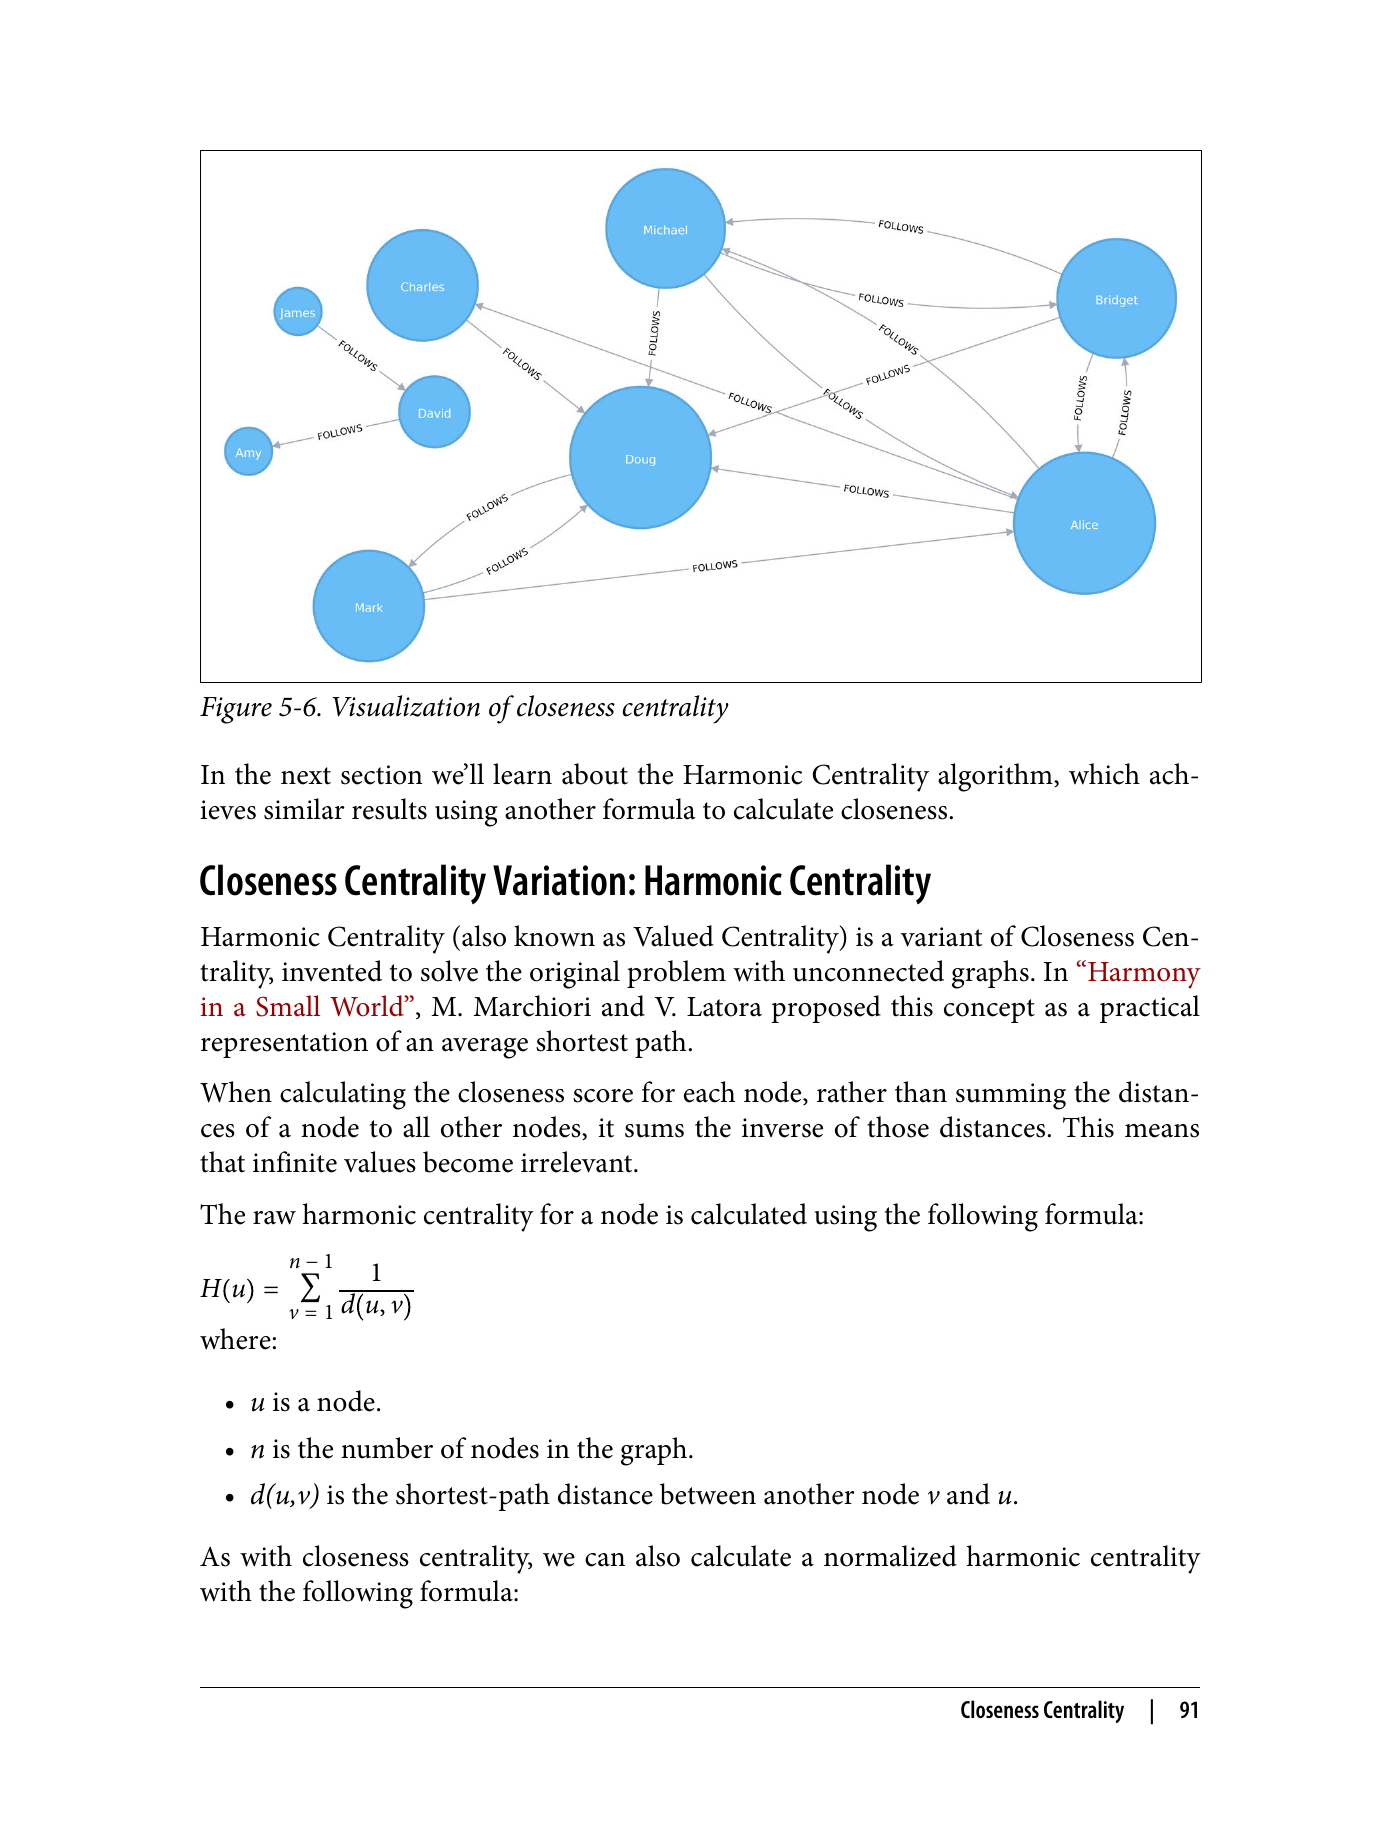 Michael
FOLLOWS
Charles
Bridget
James
FOLLOWS
FOLLOWS
FOLLOWS
FOLLOWS
FOLLOWS
FOLLOWS
FOLLOWS
FOLLOWS
FOLLOWS
FOLLOWS
FOLLOWS
David
FOLLOWS
Amy
Doug
FOLLOWS
FOLLOWS
Alice
FOLLOWS
FOLLOWS
Mark
Figure 5-6. Visualization of closeness centrality
In the next section we’ll learn about the Harmonic Centrality algorithm, which ach-
ieves similar results using another formula to calculate closeness.
Closeness Centrality Variation: Harmonic Centrality
Harmonic Centrality (also known as Valued Centrality) is a variant of Closeness Cen-
trality, invented to solve the original problem with unconnected graphs. In “Harmony
in a Small World”, M. Marchiori and V. Latora proposed this concept as a practical
representation of an average shortest path.
When calculating the closeness score for each node, rather than summing the distan-
ces of a node to all other nodes, it sums the inverse of those distances. This means
that infinite values become irrelevant.
The raw harmonic centrality for a node is calculated using the following formula:
H(u) = n − 1 ∑ v = 1 1 / d(u, v)
where:
• u is a node.
• n is the number of nodes in the graph.
• d(u,v) is the shortest-path distance between another node v and u.
As with closeness centrality, we can also calculate a normalized harmonic centrality
with the following formula:
Closeness Centrality | 91